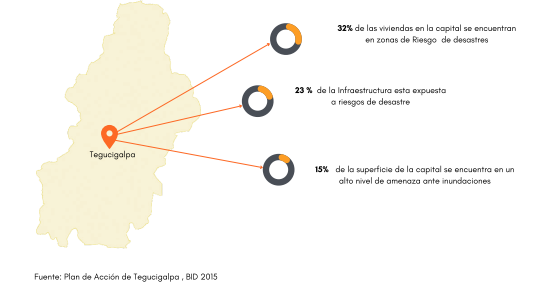 32% de las viviendas en la capital se encuentran
en zonas de Riesgo de desastres
23 % de la Infraestructura esta expuesta
a riesgos de desastre
Tegucigalpa
15% de la superficie de la capital se encuentra en un
alto nivel de amenaza ante inundaciones
Fuente: Plan de Acción de Tegucigalpa , BID 2015